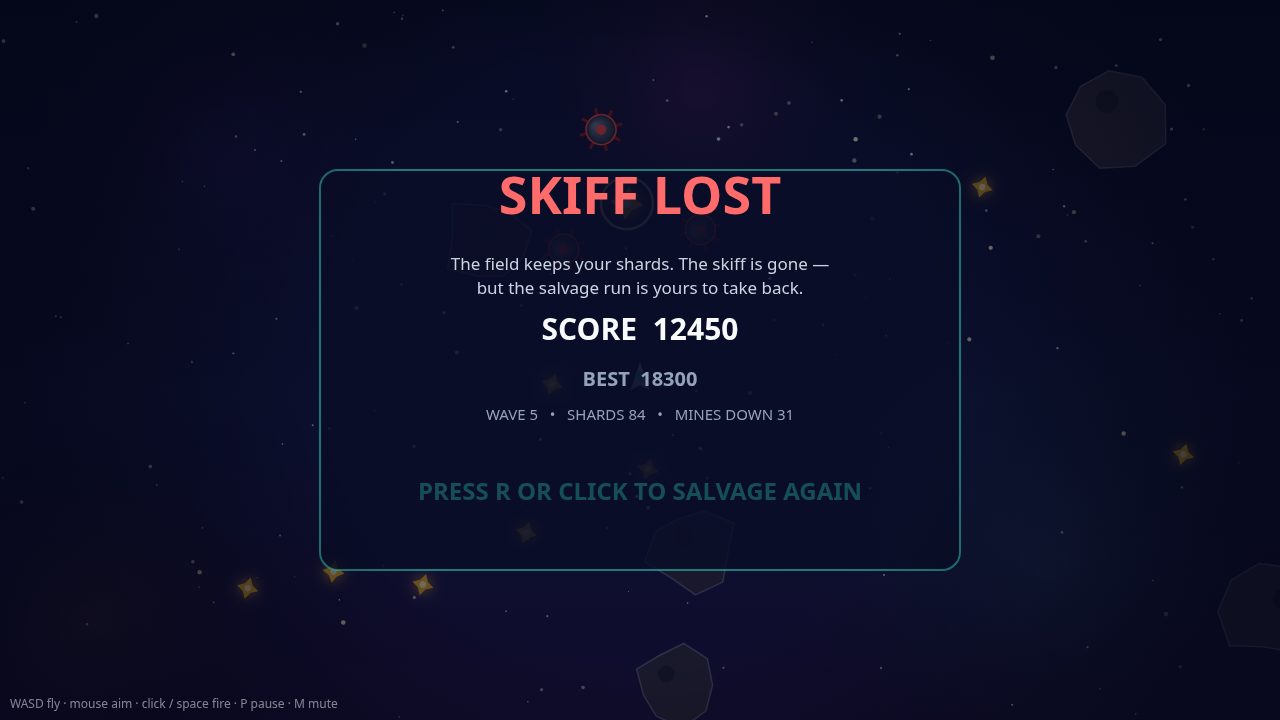 SKIFF LOST
The field keeps your shards. The skiff is gone —
but the salvage run is yours to take back.
SCORE 12450
BEST 18300
WAVE 5 • SHARDS 84 • MINES DOWN 31
PRESS R OR CLICK TO SALVAGE AGAIN
WASD fly · mouse aim · click / space fire · P pause · M mute